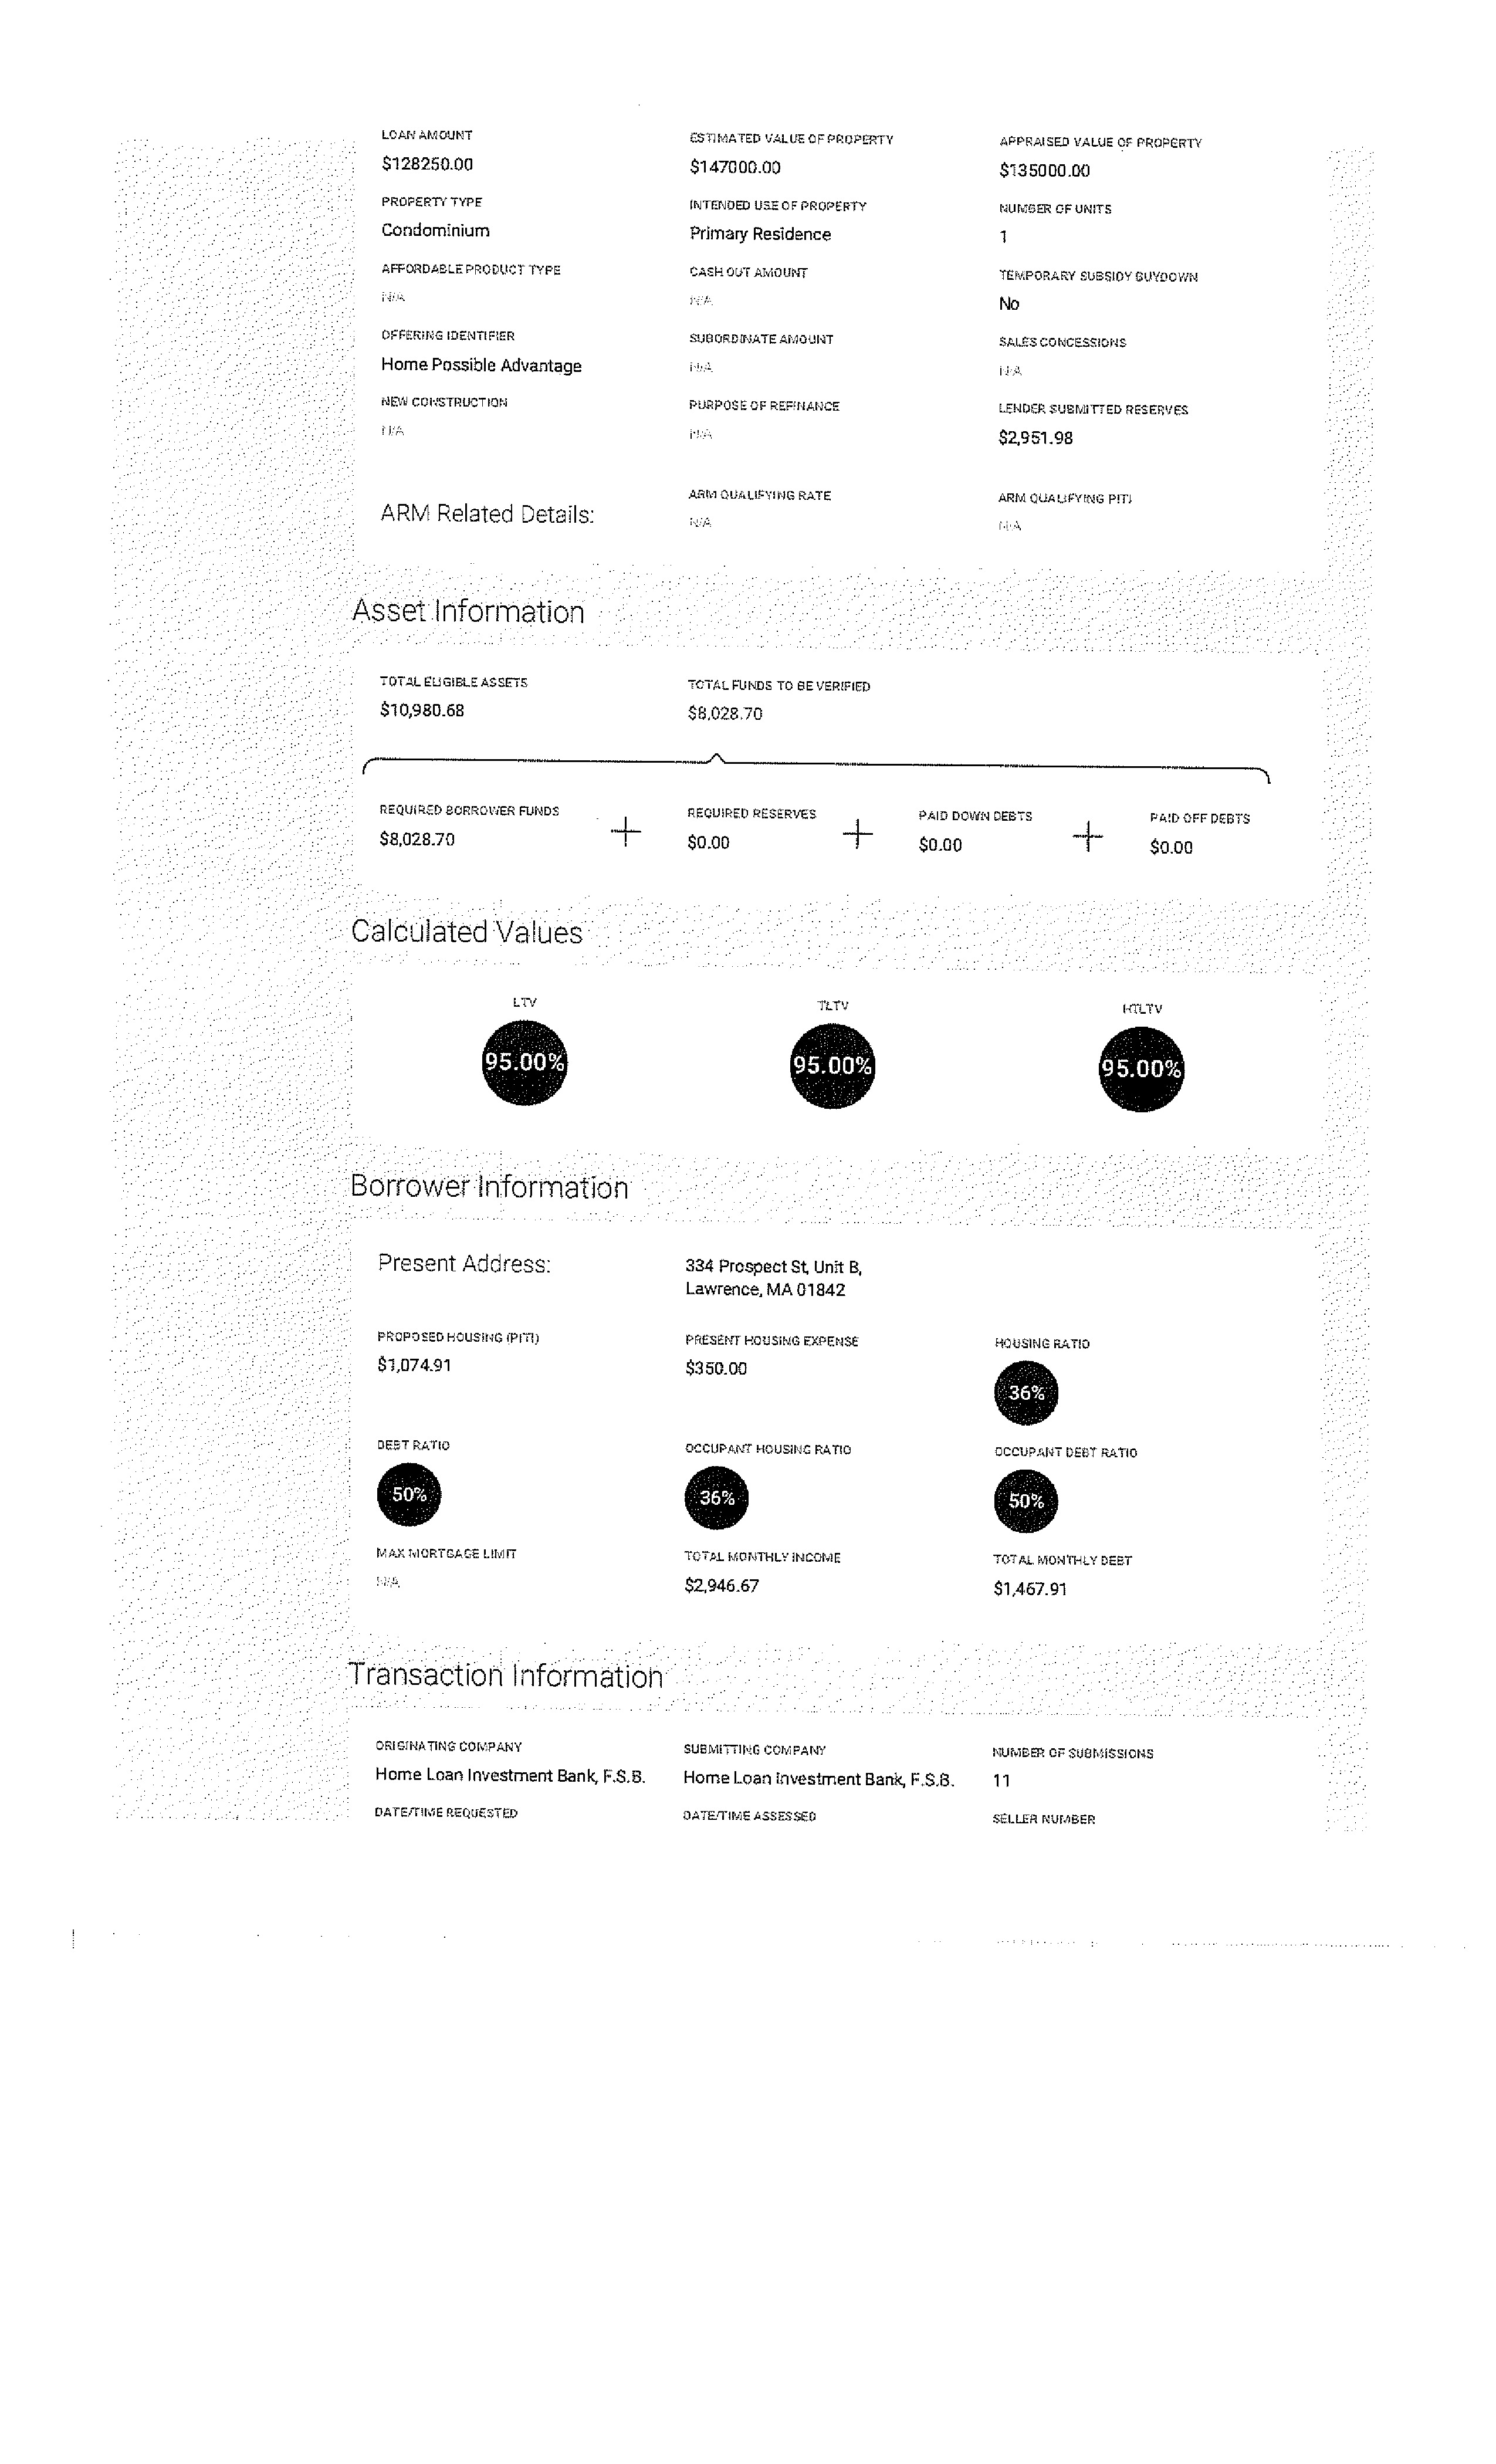 LOAN AMOUNT ESTIMATED VALUE OF PROPERTY APPRAISED VALUE OF PROPERTY
$128250.00 $147000.00 $135000.00
PROPERTY TYPE INTENDED USE OF PROPERTY NUMBER OF UNITS
Condominium Primary Residence 1
AFFORDABLE PRODUCT TYPE CASH OUT AMOUNT TEMPORARY SUBSIDY BUYDOWN
N/A N/A No
OFFERING IDENTIFIER SUBORDINATE AMOUNT SALES CONCESSIONS
Home Possible Advantage N/A N/A
NEW CONSTRUCTION PURPOSE OF REFINANCE LENDER SUBMITTED RESERVES
N/A N/A $2,951.98
ARM Related Details: ARM QUALIFYING RATE ARM QUALIFYING PITI
N/A N/A
Asset Information
TOTAL ELIGIBLE ASSETS TOTAL FUNDS TO BE VERIFIED
$10,980.68 $8,028.70
REQUIRED BORROWER FUNDS + REQUIRED RESERVES + PAID DOWN DEBTS + PAID OFF DEBTS
$8,028.70 $0.00 $0.00 $0.00
Calculated Values
LTV TLTV HTLTV
95.00% 95.00% 95.00%
Borrower Information
Present Address: 334 Prospect St, Unit B,
Lawrence, MA 01842
PROPOSED HOUSING (PITI) PRESENT HOUSING EXPENSE HOUSING RATIO
$1,074.91 $350.00 36%
DEBT RATIO OCCUPANT HOUSING RATIO OCCUPANT DEBT RATIO
50% 36% 50%
MAX MORTGAGE LIMIT TOTAL MONTHLY INCOME TOTAL MONTHLY DEBT
N/A $2,946.67 $1,467.91
Transaction Information
ORIGINATING COMPANY SUBMITTING COMPANY NUMBER OF SUBMISSIONS
Home Loan Investment Bank, F.S.B. Home Loan Investment Bank, F.S.B. 11
DATE/TIME REQUESTED DATE/TIME ASSESSED SELLER NUMBER